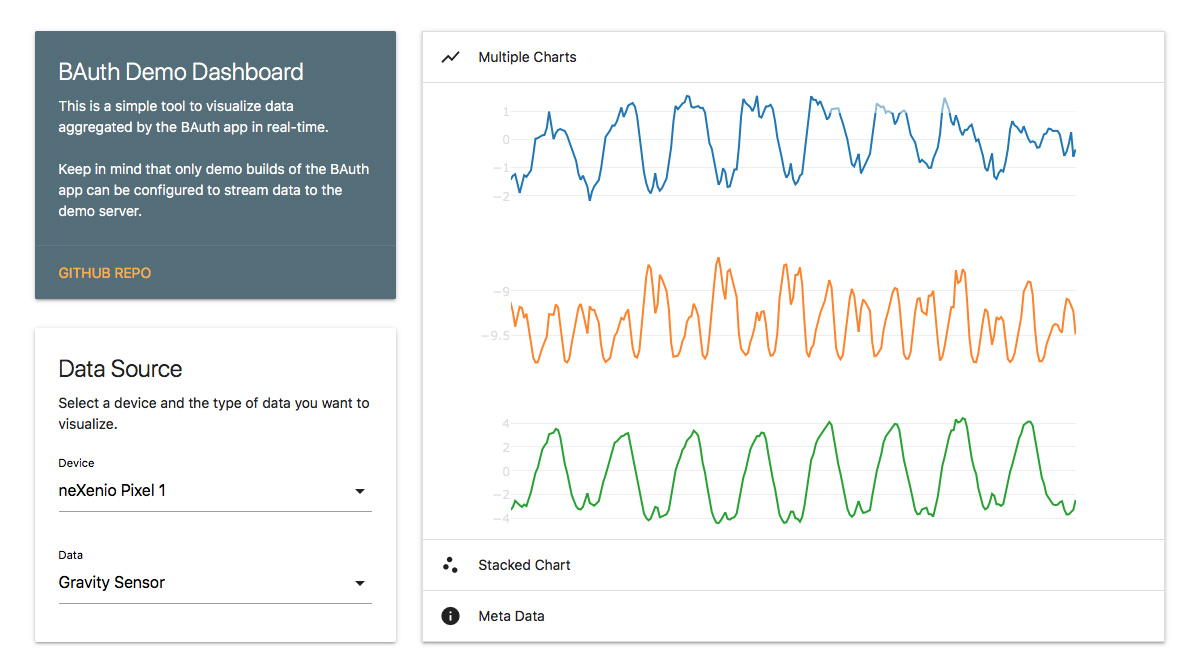 BAuth Demo Dashboard
This is a simple tool to visualize data
aggregated by the BAuth app in real-time.
Keep in mind that only demo builds of the BAuth
app can be configured to stream data to the
demo server.
GITHUB REPO
Data Source
Select a device and the type of data you want to
visualize.
Device
neXenio Pixel 1
Data
Gravity Sensor
Multiple Charts
1
0
−1
−2
−9
−9.5
4
2
0
−2
−4
Stacked Chart
Meta Data